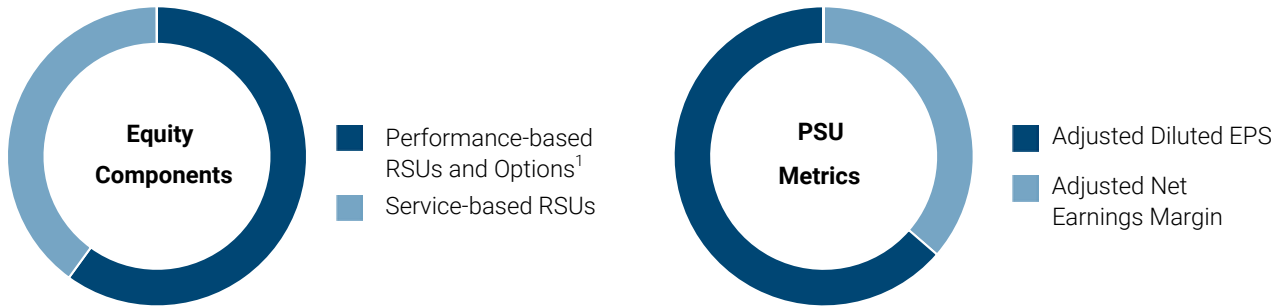 Equity
Components
Performance-based
RSUs and Options¹
Service-based RSUs
PSU
Metrics
Adjusted Diluted EPS
Adjusted Net
Earnings Margin